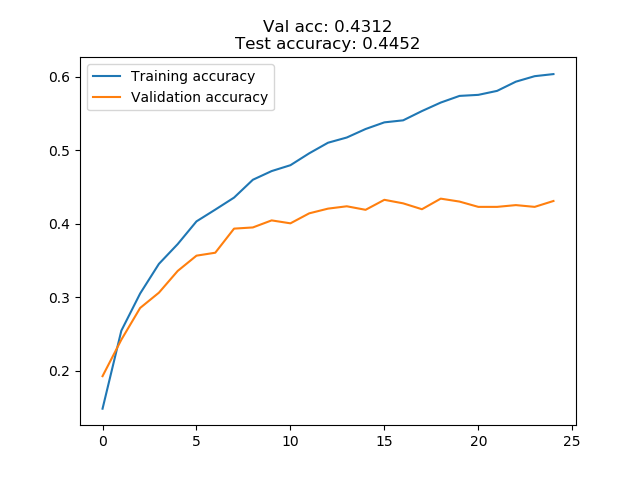 Val acc: 0.4312
Test accuracy: 0.4452
Training accuracy
Validation accuracy
0.6
0.5
0.4
0.3
0.2
0 5 10 15 20 25